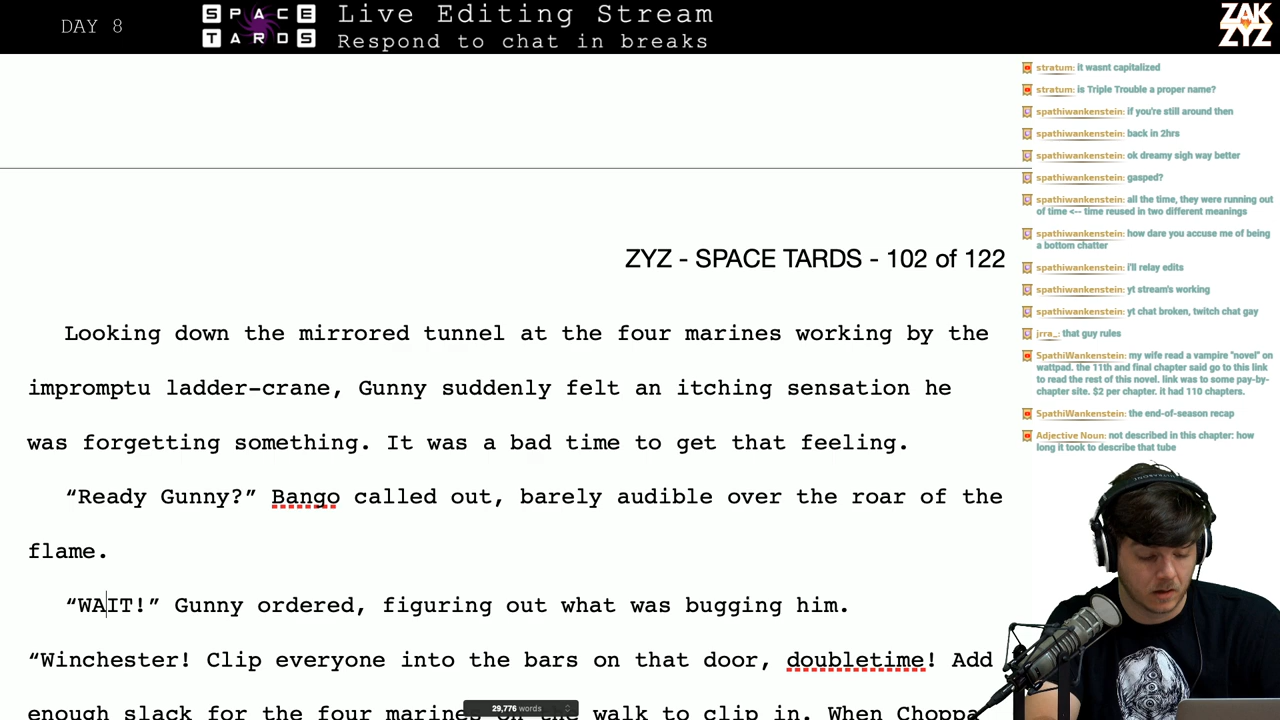 DAY 8
SPACE
TARDS
Live Editing Stream
Respond to chat in breaks
ZAK
ZYZ
stratum: it wasnt capitalized
stratum: is Triple Trouble a proper name?
spathiwankenstein: if you're still around then
spathiwankenstein: back in 2hrs
spathiwankenstein: ok dreamy sigh way better
spathiwankenstein: gasped?
spathiwankenstein: all the time, they were running out
of time <-- time reused in two different meanings
spathiwankenstein: how dare you accuse me of being
a bottom chatter
spathiwankenstein: i'll relay edits
spathiwankenstein: yt stream's working
spathiwankenstein: yt chat broken, twitch chat gay
jrra_: that guy rules
SpathiWankenstein: my wife read a vampire "novel" on
wattpad. the 11th and final chapter said go to this link
to read the rest of this novel. link was to some pay-by-
chapter site. $2 per chapter. it had 110 chapters.
SpathiWankenstein: the end-of-season recap
Adjective Noun: not described in this chapter: how
long it took to describe that tube
ZYZ - SPACE TARDS - 102 of 122
Looking down the mirrored tunnel at the four marines working by the
impromptu ladder-crane, Gunny suddenly felt an itching sensation he
was forgetting something. It was a bad time to get that feeling.
“Ready Gunny?” Bango called out, barely audible over the roar of the
flame.
“WAIT!” Gunny ordered, figuring out what was bugging him.
“Winchester! Clip everyone into the bars on that door, doubletime! Add
enough slack for the four marines on the walk to clip in. When Choppa
29,776 words